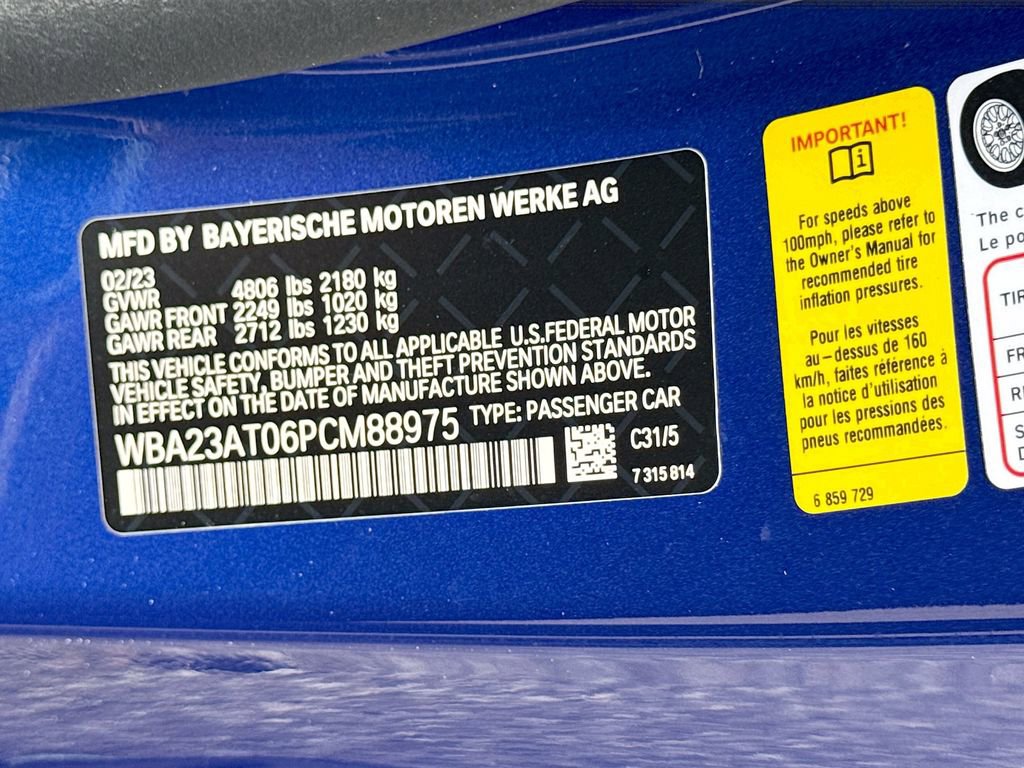 MFD BY BAYERISCHE MOTOREN WERKE AG
02/23
GVWR 4806 lbs 2180 kg
GAWR FRONT 2249 lbs 1020 kg
GAWR REAR 2712 lbs 1230 kg
THIS VEHICLE CONFORMS TO ALL APPLICABLE U.S.FEDERAL MOTOR
VEHICLE SAFETY, BUMPER AND THEFT PREVENTION STANDARDS
IN EFFECT ON THE DATE OF MANUFACTURE SHOWN ABOVE.
WBA23AT06PCM88975 TYPE: PASSENGER CAR
C31/5
7 315 814
IMPORTANT!
i
For speeds above
100mph, please refer to
the Owner's Manual for
recommended tire
inflation pressures.
Pour les vitesses
au-dessus de 160
km/h, faites référence à
la notice d'utilisation
pour les pressions des
pneus recommandées.
6 859 729
The c
Le po
TIR
FR